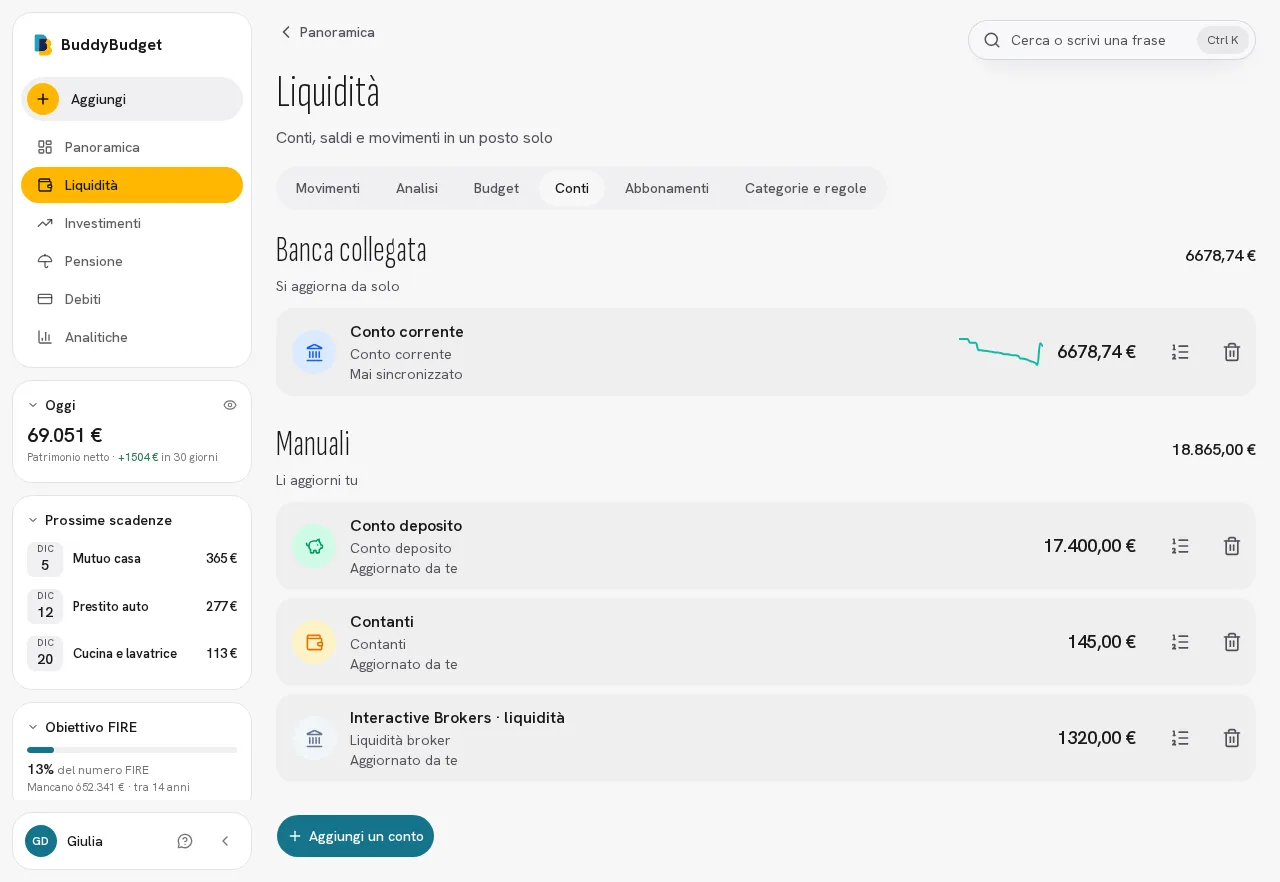 BuddyBudget
Aggiungi
Panoramica
Liquidità
Investimenti
Pensione
Debiti
Analitiche
Oggi
69.051 €
Patrimonio netto · +1504 € in 30 giorni
Prossime scadenze
DIC
5
Mutuo casa
365 €
DIC
12
Prestito auto
277 €
DIC
20
Cucina e lavatrice
113 €
Obiettivo FIRE
13% del numero FIRE
Mancano 652.341 € · tra 14 anni
GD
Giulia
Panoramica
Cerca o scrivi una frase
Ctrl K
Liquidità
Conti, saldi e movimenti in un posto solo
Movimenti
Analisi
Budget
Conti
Abbonamenti
Categorie e regole
Banca collegata
6678,74 €
Si aggiorna da solo
Conto corrente
Conto corrente
Mai sincronizzato
6678,74 €
Manuali
18.865,00 €
Li aggiorni tu
Conto deposito
Conto deposito
Aggiornato da te
17.400,00 €
Contanti
Contanti
Aggiornato da te
145,00 €
Interactive Brokers · liquidità
Liquidità broker
Aggiornato da te
1320,00 €
Aggiungi un conto